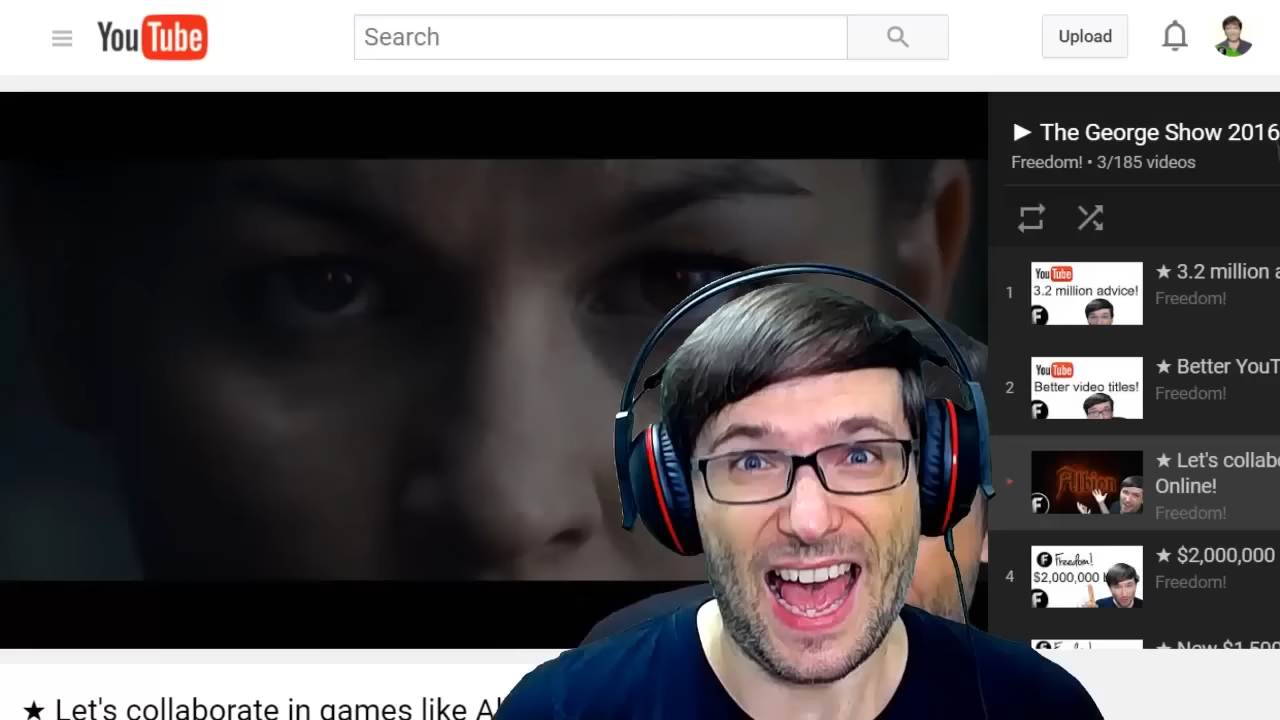 YouTube
Search
Upload
▶ The George Show 2016
Freedom! • 3/185 videos
1
YouTube
3.2 million advice!
F
★ 3.2 million a
Freedom!
2
YouTube
Better video titles!
F
★ Better YouT
Freedom!
Albion
F
★ Let's collabo
Online!
Freedom!
4
F Freedom!
$2,000,000
F
★ $2,000,000
Freedom!
★ Let's collaborate in games like Al